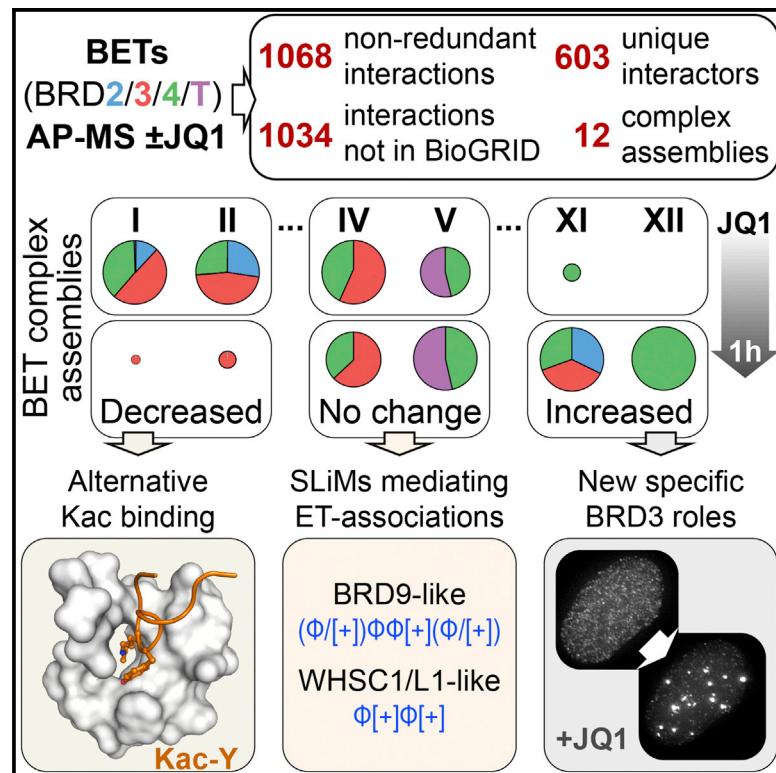 BETs
(BRD2/3/4/T)
AP-MS ±JQ1
1068 non-redundant interactions
603 unique interactors
1034 interactions not in BioGRID
12 complex assemblies
BET complex assemblies
I II ... IV V ... XI XII JQ1
1h
Decreased No change Increased
Alternative
Kac binding
SLiMs mediating
ET-associations
New specific
BRD3 roles
Kac-Y
BRD9-like
(Φ/[+])ΦΦ[+](Φ/[+])
WHSC1/L1-like
Φ[+]Φ[+]
+JQ1